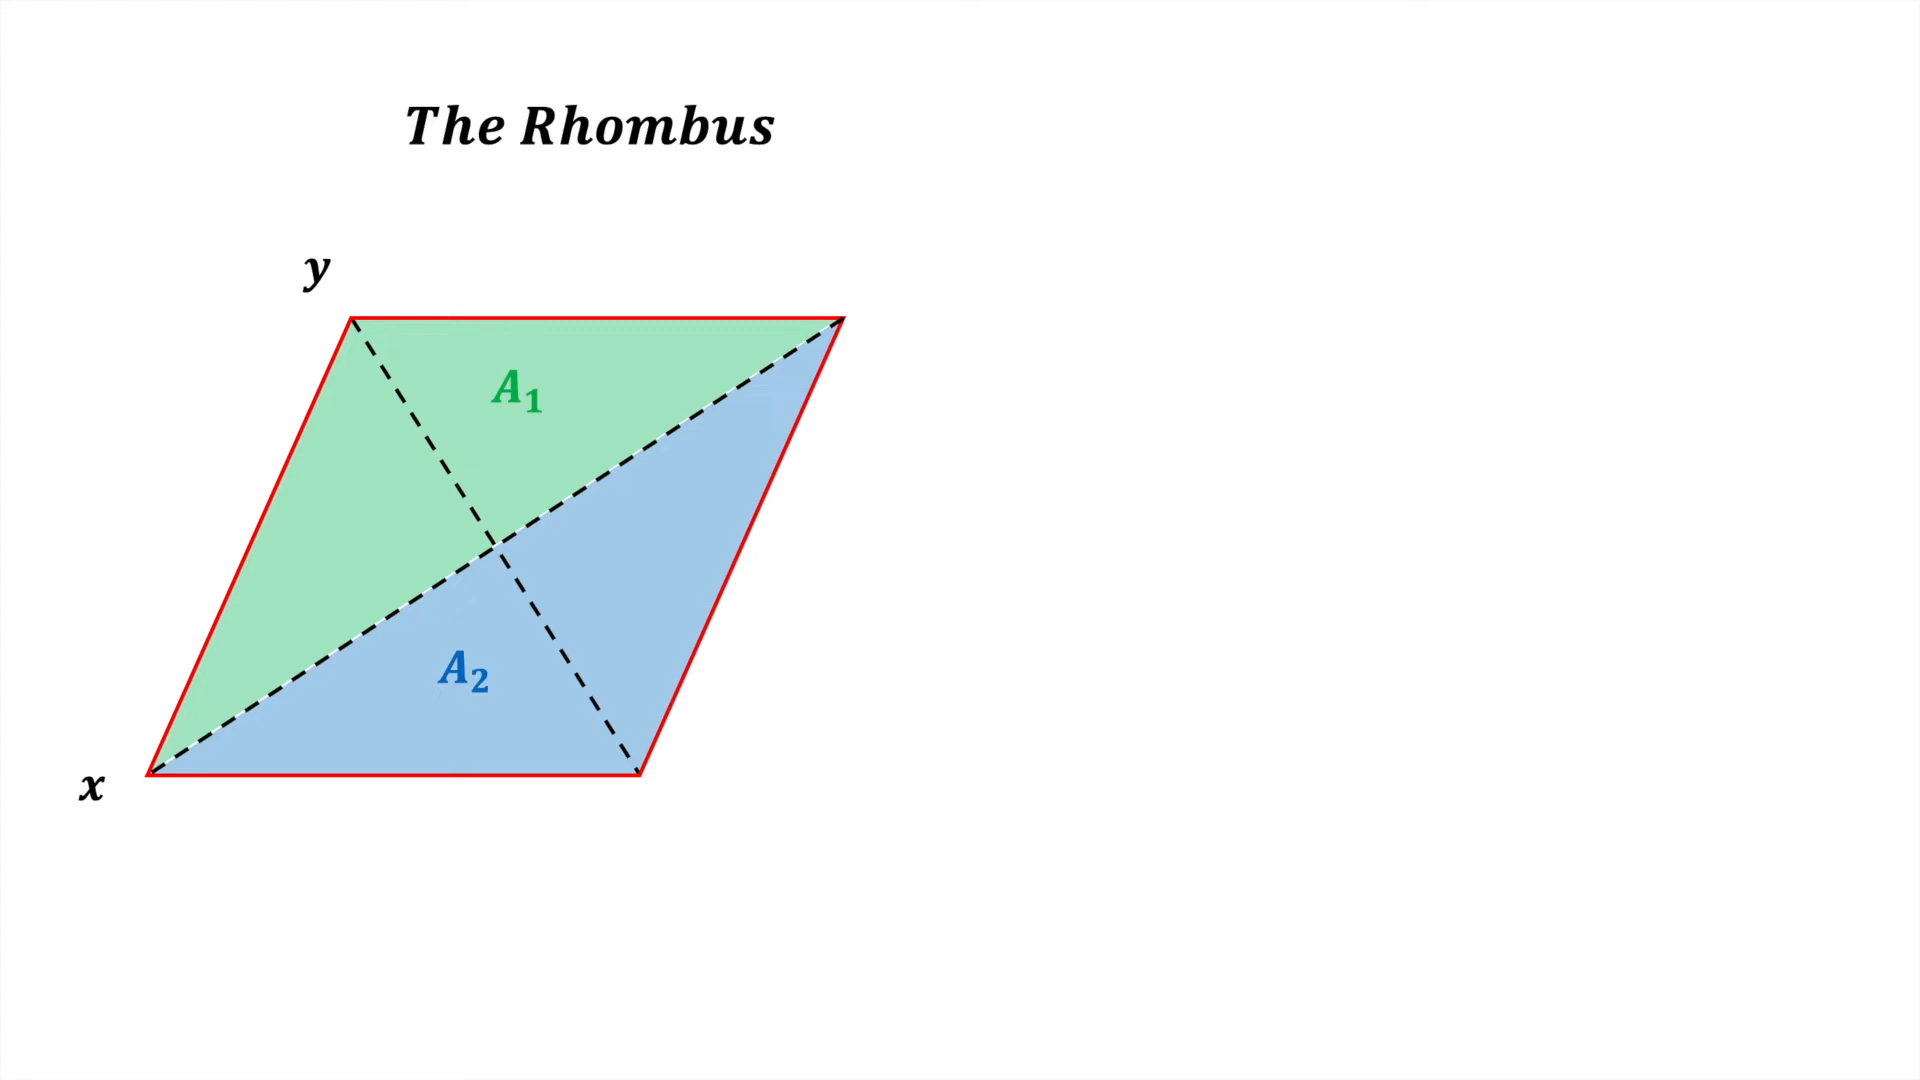 The Rhombus
y
A₁
A₂
x